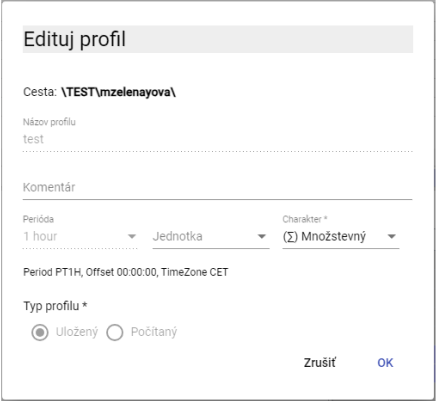 Edituj profil
Cesta: \TEST\mzelenayova\
Názov profilu
test
Komentár
Perióda
Charakter *
1 hour
Jednotka
(∑) Množstevný
Period PT1H, Offset 00:00:00, TimeZone CET
Typ profilu *
Uložený Počítaný
Zrušiť OK